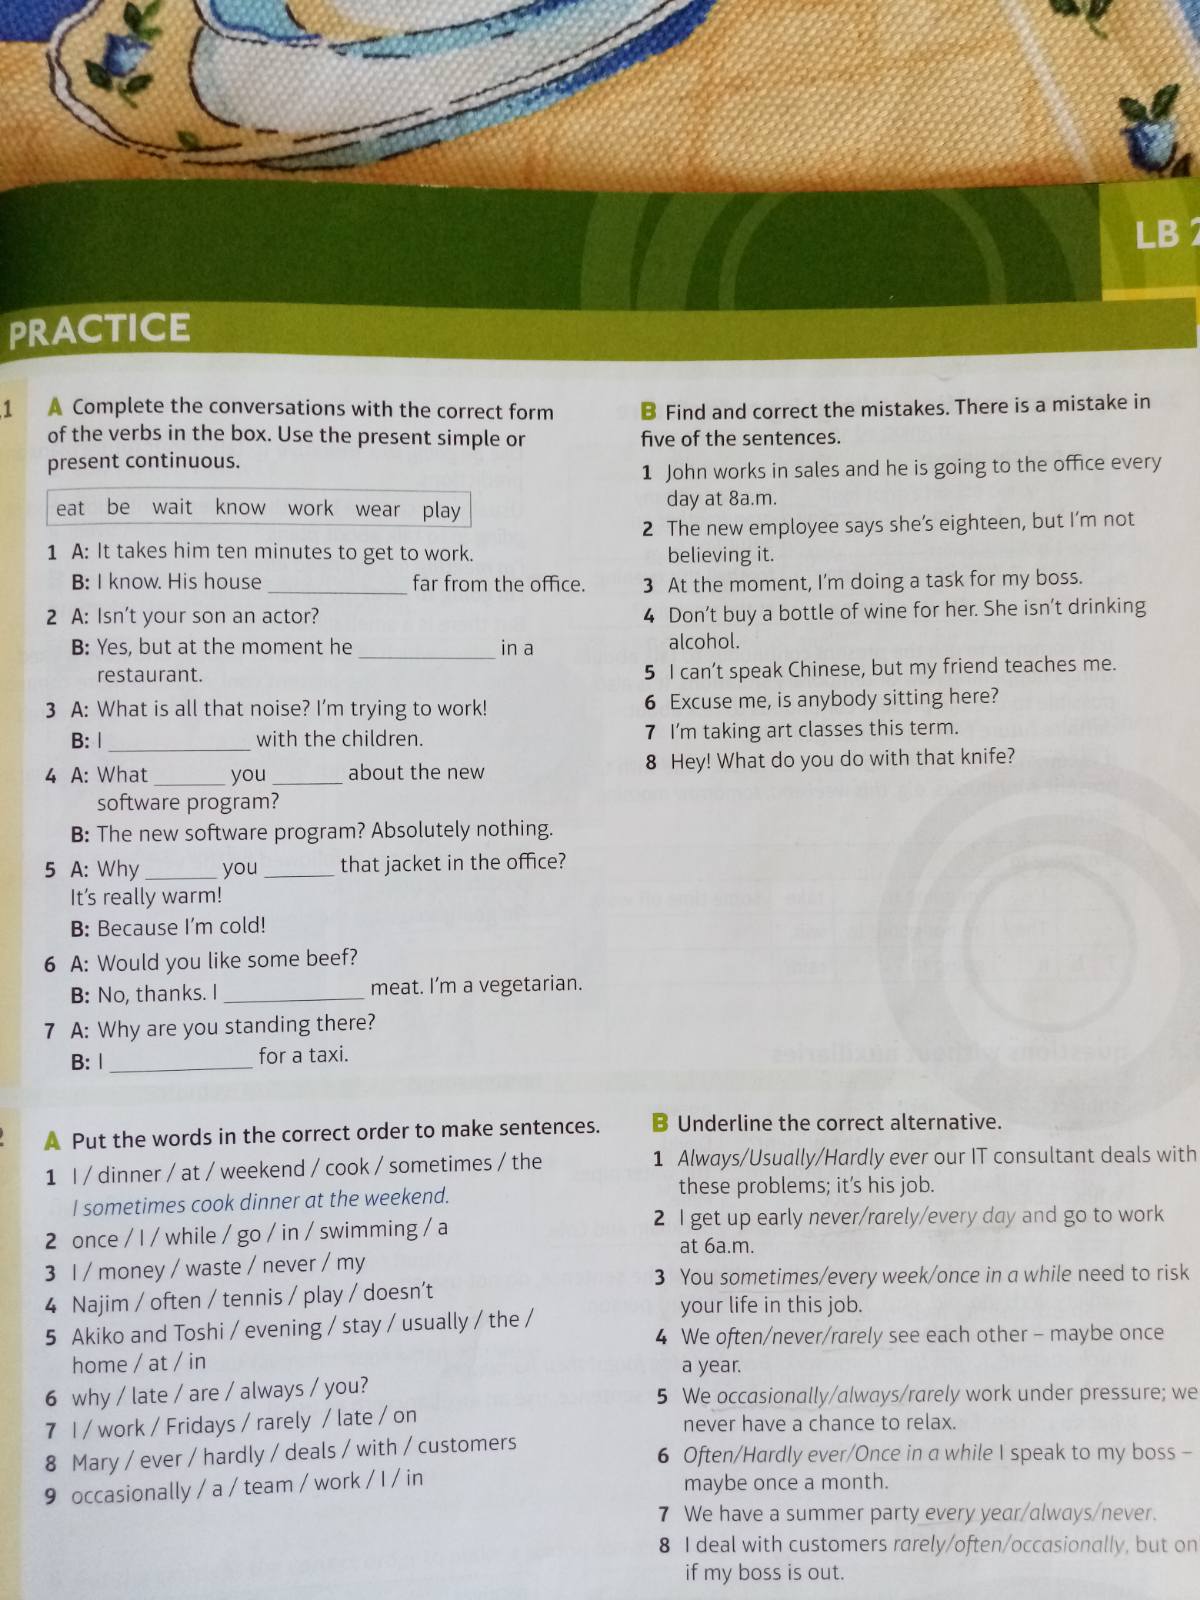 LB
PRACTICE
.1 A Complete the conversations with the correct form
of the verbs in the box. Use the present simple or
present continuous.
eat be wait know work wear play
1 A: It takes him ten minutes to get to work.
B: I know. His house ____________ far from the office.
2 A: Isn't your son an actor?
B: Yes, but at the moment he ____________ in a
restaurant.
3 A: What is all that noise? I'm trying to work!
B: I ____________ with the children.
4 A: What ______ you ______ about the new
software program?
B: The new software program? Absolutely nothing.
5 A: Why ______ you ______ that jacket in the office?
It's really warm!
B: Because I'm cold!
6 A: Would you like some beef?
B: No, thanks. I ____________ meat. I'm a vegetarian.
7 A: Why are you standing there?
B: I ____________ for a taxi.
B Find and correct the mistakes. There is a mistake in
five of the sentences.
1 John works in sales and he is going to the office every
day at 8a.m.
2 The new employee says she's eighteen, but I'm not
believing it.
3 At the moment, I'm doing a task for my boss.
4 Don't buy a bottle of wine for her. She isn't drinking
alcohol.
5 I can't speak Chinese, but my friend teaches me.
6 Excuse me, is anybody sitting here?
7 I'm taking art classes this term.
8 Hey! What do you do with that knife?
A Put the words in the correct order to make sentences.
1 I / dinner / at / weekend / cook / sometimes / the
I sometimes cook dinner at the weekend.
2 once / I / while / go / in / swimming / a
3 I / money / waste / never / my
4 Najim / often / tennis / play / doesn't
5 Akiko and Toshi / evening / stay / usually / the /
home / at / in
6 why / late / are / always / you?
7 I / work / Fridays / rarely / late / on
8 Mary / ever / hardly / deals / with / customers
9 occasionally / a / team / work / I / in
B Underline the correct alternative.
1 Always/Usually/Hardly ever our IT consultant deals with
these problems; it's his job.
2 I get up early never/rarely/every day and go to work
at 6a.m.
3 You sometimes/every week/once in a while need to risk
your life in this job.
4 We often/never/rarely see each other – maybe once
a year.
5 We occasionally/always/rarely work under pressure; we
never have a chance to relax.
6 Often/Hardly ever/Once in a while I speak to my boss –
maybe once a month.
7 We have a summer party every year/always/never.
8 I deal with customers rarely/often/occasionally, but on
if my boss is out.